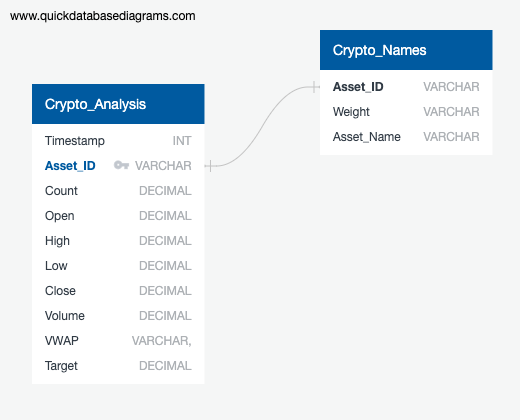 www.quickdatabasediagrams.com
Crypto_Names
Asset_ID VARCHAR
Weight VARCHAR
Asset_Name VARCHAR
Crypto_Analysis
Timestamp INT
Asset_ID VARCHAR
Count DECIMAL
Open DECIMAL
High DECIMAL
Low DECIMAL
Close DECIMAL
Volume DECIMAL
VWAP VARCHAR,
Target DECIMAL